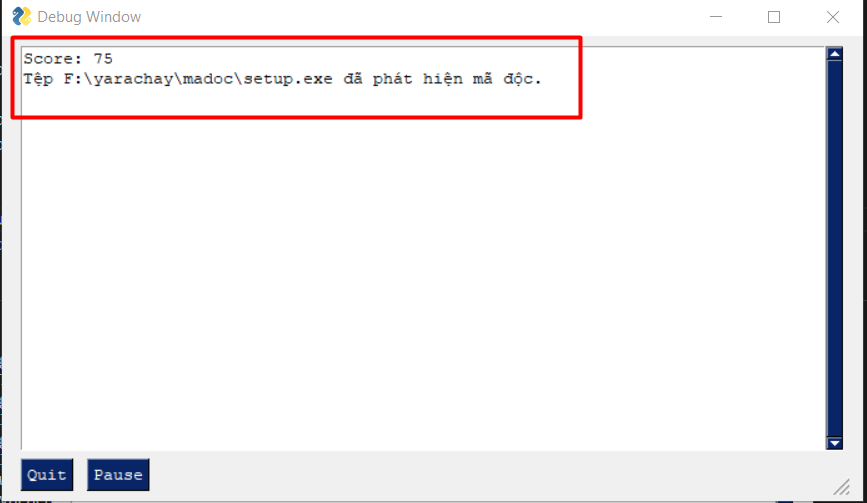 Debug Window
Score: 75
Tệp F:\yarachay\madoc\setup.exe đã phát hiện mã độc.
Quit Pause